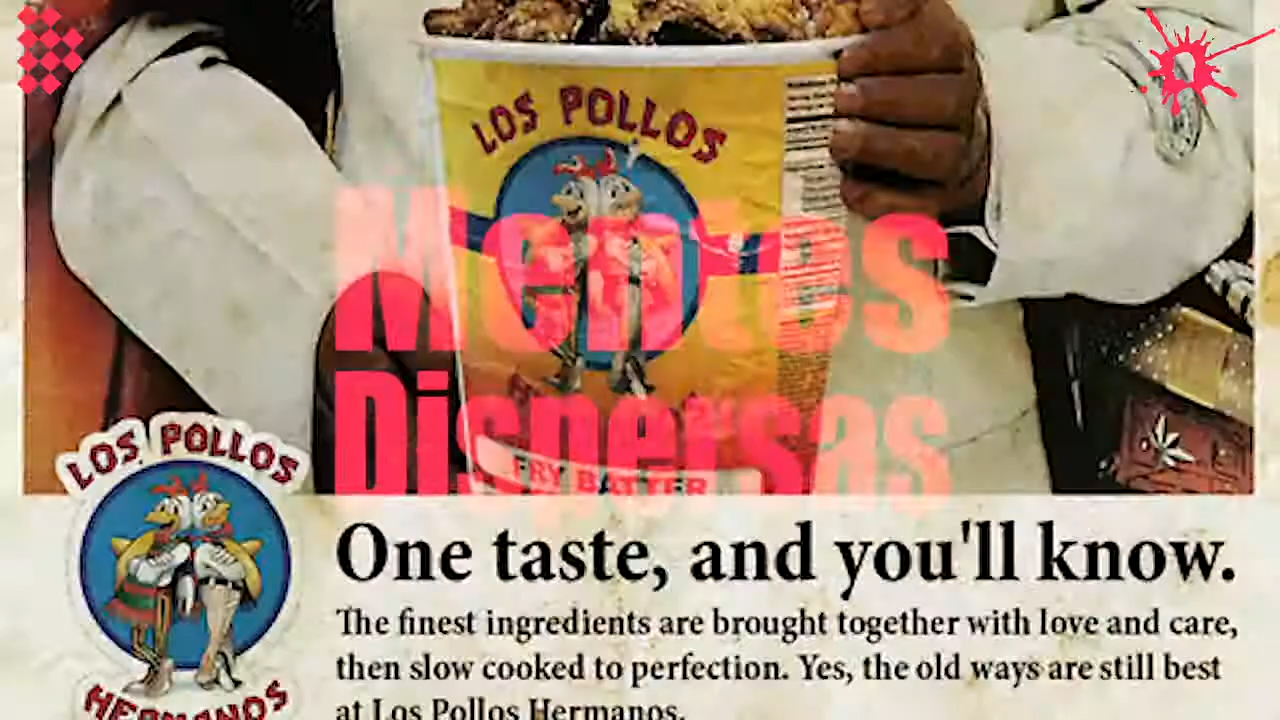 LOS POLLOS
Mentes
Dispersas
FRY BATTER
LOS POLLOS
HERMANOS
One taste, and you'll know.
The finest ingredients are brought together with love and care,
then slow cooked to perfection. Yes, the old ways are still best
at Los Pollos Hermanos.